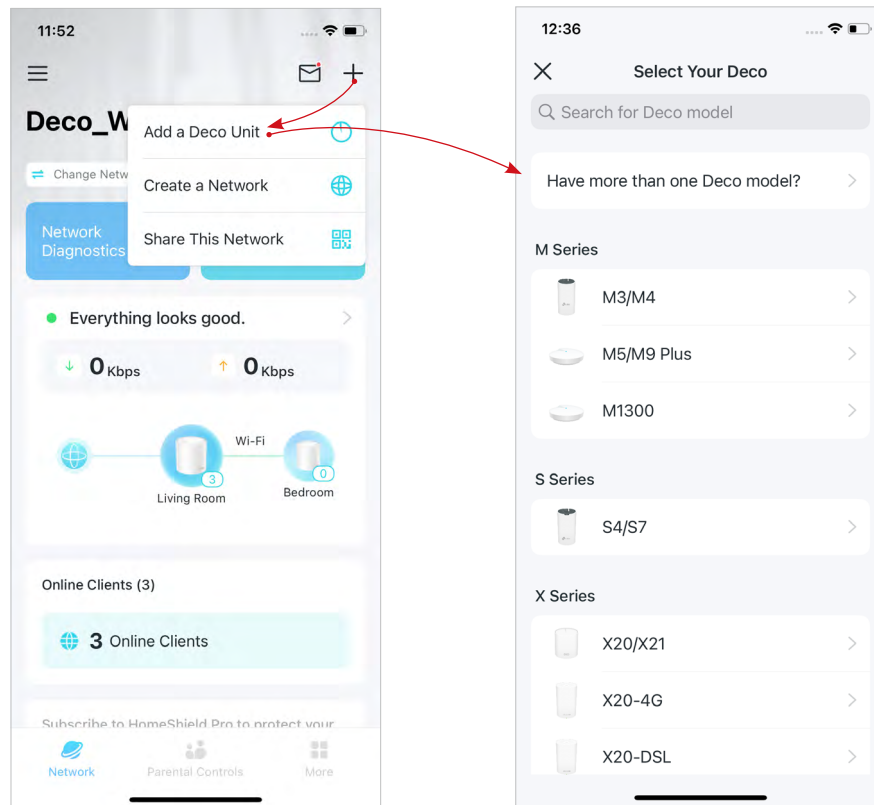 11:52
Deco_W
Add a Deco Unit
Create a Network
Share This Network
Change Netw
Network
Diagnostics
Everything looks good.
0 Kbps
0 Kbps
Wi-Fi
3
0
Living Room
Bedroom
Online Clients (3)
3 Online Clients
Subscribe to HomeShield Pro to protect your
Network
Parental Controls
More
12:36
Select Your Deco
Search for Deco model
Have more than one Deco model?
M Series
M3/M4
M5/M9 Plus
M1300
S Series
S4/S7
X Series
X20/X21
X20-4G
X20-DSL